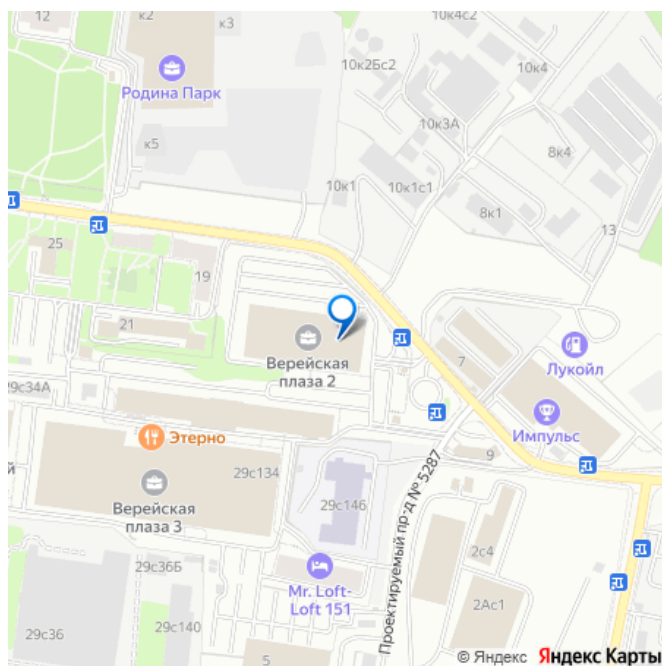 12
к2
к3
10к4с2
10к2Бс2
10к4
Родина Парк
10к3А
к5
8к4
10к1
10к1с1
8к1
13
25
19
21
Верейская
плаза 2
7
Лукойл
29с34А
Этерно
Импульс
9
й
29с134
Верейская
плаза 3
29с146
Проектируемый пр-д № 5287
2с4
29с36Б
Mr. Loft-
Loft 151
2Ас1
29с36
29с140
5
© Яндекс Яндекс Карты